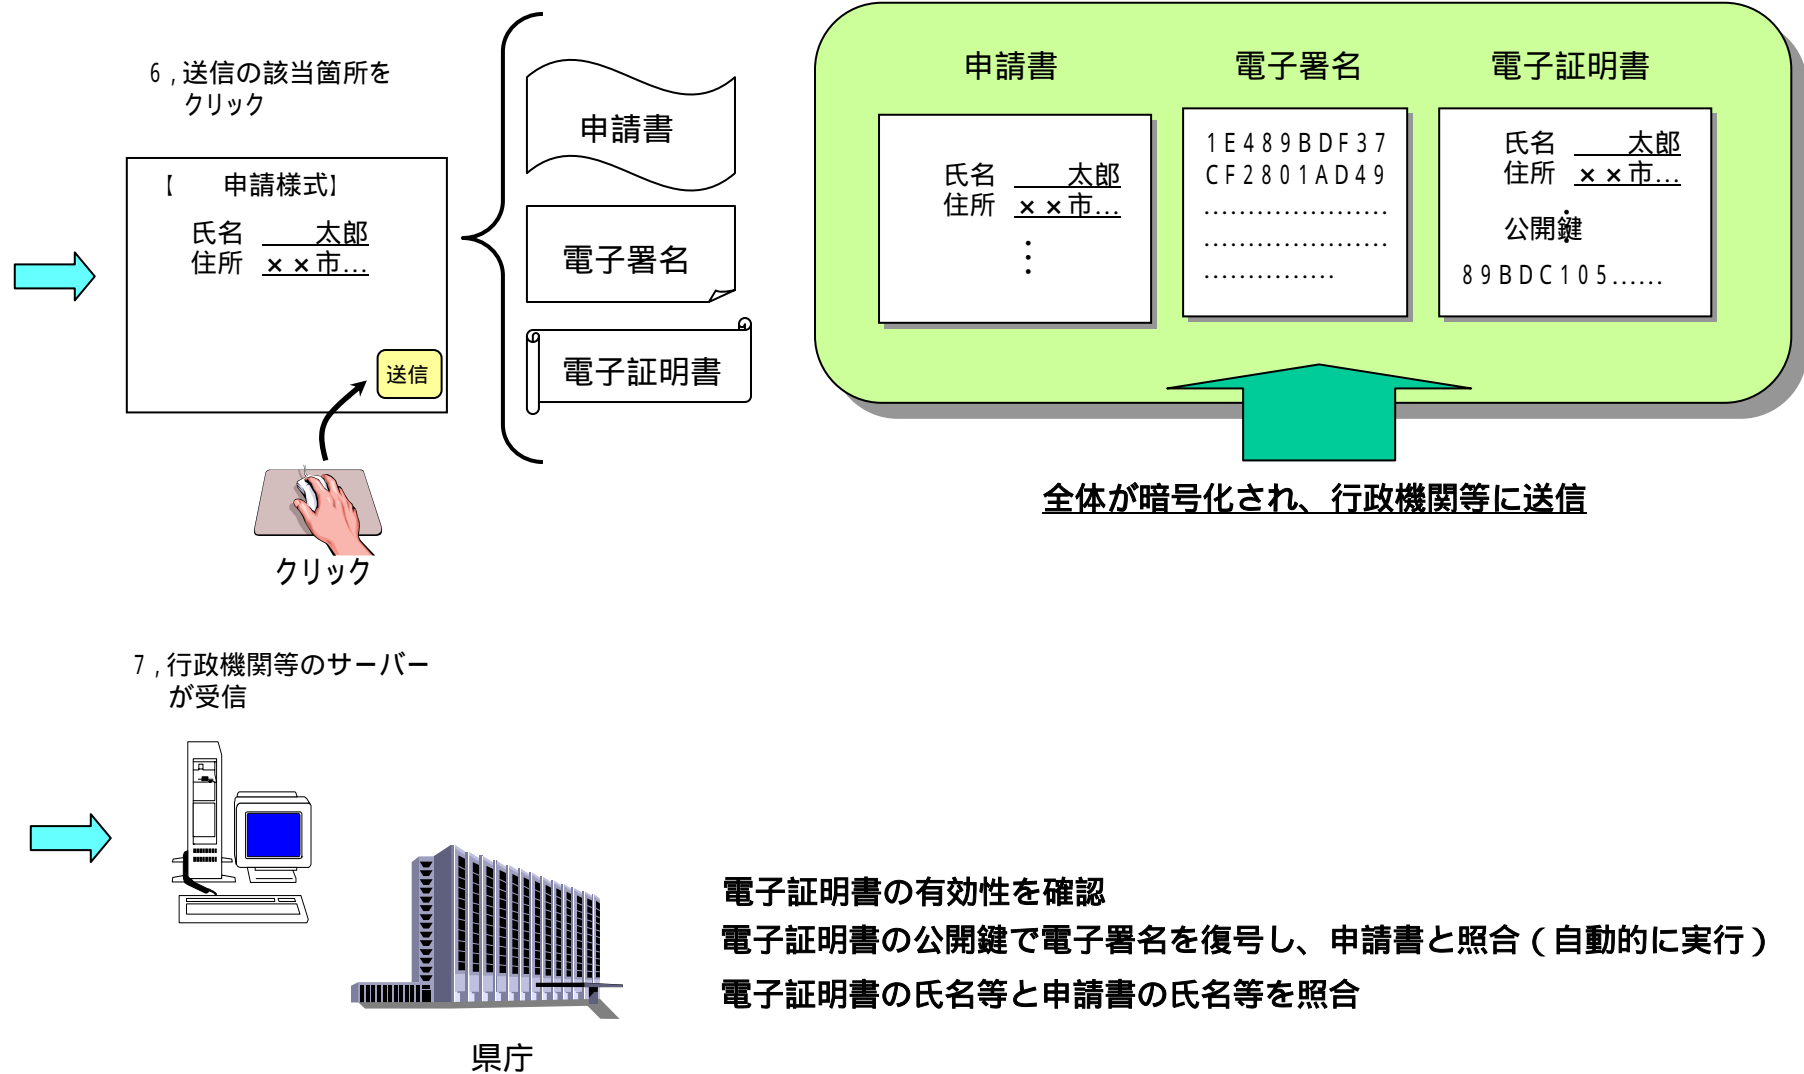 6,送信の該当箇所を
クリック
【　　申請様式】
氏名　　　太郎
住所　××市…
送信
クリック
申請書
電子署名
電子証明書
申請書
氏名　　　太郎
住所　××市…
：
電子署名
1E489BDF37
CF2801AD49
.....................
.....................
...............
電子証明書
氏名　　　太郎
住所　××市…
公開鍵
89BDC105......
全体が暗号化され、行政機関等に送信
7,行政機関等のサーバー
が受信
県庁
電子証明書の有効性を確認
電子証明書の公開鍵で電子署名を復号し、申請書と照合(自動的に実行)
電子証明書の氏名等と申請書の氏名等を照合